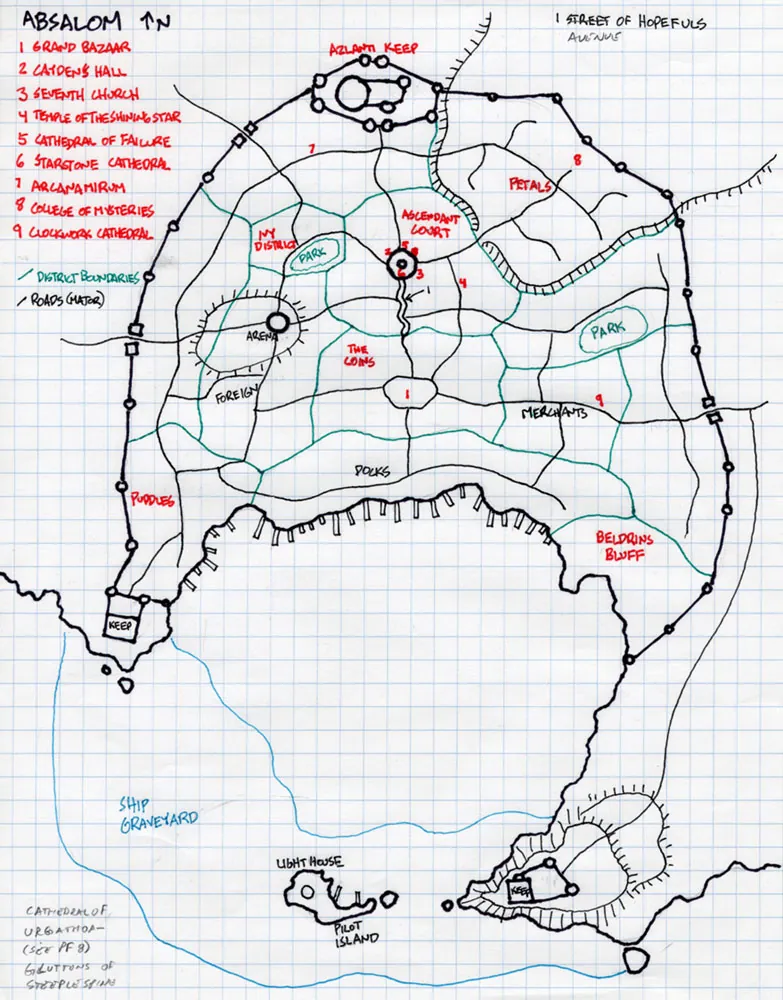 ABSALOM ↑N
1 GRAND BAZAAR
2 CAYDENS HALL
3 SEVENTH CHURCH
4 TEMPLE OF THE SHINING STAR
5 CATHEDRAL OF FAILURE
6 STARSTONE CATHEDRAL
7 ARCANAMIRUM
8 COLLEGE OF MYSTERIES
9 CLOCKWORK CATHEDRAL
/ DISTRICT BOUNDARIES
/ ROADS (MAJOR)
1 STREET OF HOPEFULS
AVENUE
AZLANTI KEEP
7
8
PETALS
IVY
DISTRICT
PARK
ASCENDANT
COURT
2
5
6
3
4
1
ARENA
PARK
THE
COINS
FOREIGN
1
9
MERCHANTS
DOCKS
PUDDLES
BELDRINS
BLUFF
KEEP
SHIP
GRAVEYARD
LIGHT HOUSE
PILOT
ISLAND
KEEP
CATHEDRAL OF
URGATHOA—
(SEE PF 8)
GLUTTONS OF